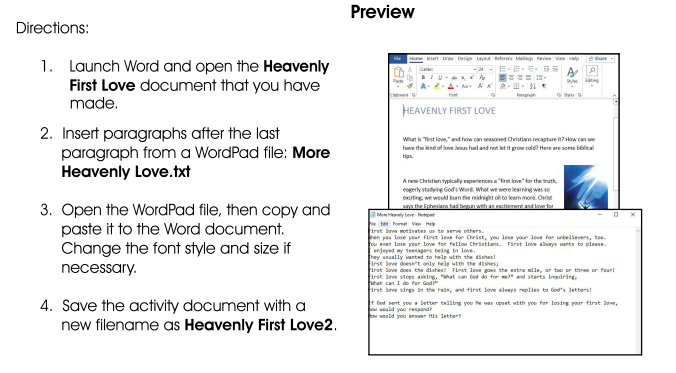 Preview
Directions:
1. Launch Word and open the Heavenly
First Love document that you have
made.
2. Insert paragraphs after the last
paragraph from a WordPad file: More
Heavenly Love.txt
3. Open the WordPad file, then copy and
paste it to the Word document.
Change the font style and size if
necessary.
4. Save the activity document with a
new filename as Heavenly First Love2.
File Home Insert Draw Design Layout References Mailings Review View Help Share
Calibri 24
Paste
Styles
Editing
Clipboard Font Paragraph Styles
HEAVENLY FIRST LOVE
What is "first love," and how can seasoned Christians recapture it? How can we
have the kind of love Jesus had and not let it grow cold? Here are some biblical
tips.
A new Christian typically experiences a "first love" for the truth,
eagerly studying God's Word. What we were learning was so
exciting, we would burn the midnight oil to learn more. Christ
says the Ephesians had begun with an excitement and love for
More Heavenly Love - Notepad
File Edit Format View Help
First love motivates us to serve others.
When you lose your first love for Christ, you lose your love for unbelievers, too.
You even lose your love for fellow Christians. First love always wants to please.
I enjoyed my teenagers being in love.
They usually wanted to help with the dishes!
First love doesn't only help with the dishes;
first love does the dishes! First love goes the extra mile, or two or three or four!
First love stops asking, "What can God do for me?" and starts inquiring,
"What can I do for God?"
First love sings in the rain, and first love always replies to God's letters!
If God sent you a letter telling you He was upset with you for losing your first love,
how would you respond?
How would you answer His letter?